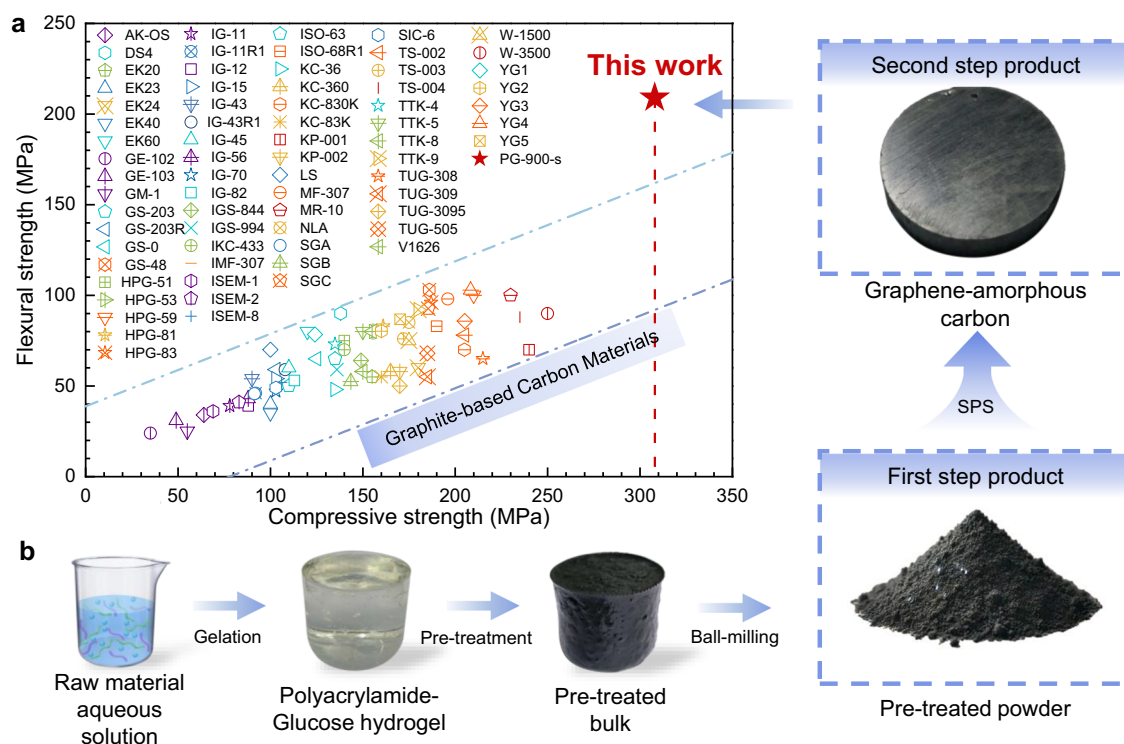 a
250
200
150
100
50
0
Flexural strength (MPa)
0
50
100
150
200
250
300
350
Compressive strength (MPa)
AK-OS
DS4
EK20
EK23
EK24
EK40
EK60
GE-102
GE-103
GM-1
GS-203
GS-203R
GS-0
GS-48
HPG-51
HPG-53
HPG-59
HPG-81
HPG-83
IG-11
IG-11R1
IG-12
IG-15
IG-43
IG-43R1
IG-45
IG-56
IG-70
IG-82
IGS-844
IGS-994
IKC-433
IMF-307
ISEM-1
ISEM-2
ISEM-8
ISO-63
ISO-68R1
KC-36
KC-360
KC-830K
KC-83K
KP-001
KP-002
LS
MF-307
MR-10
NLA
SGA
SGB
SGC
SIC-6
TS-002
TS-003
TS-004
TTK-4
TTK-5
TTK-8
TTK-9
TUG-308
TUG-309
TUG-3095
TUG-505
V1626
W-1500
W-3500
YG1
YG2
YG3
YG4
YG5
PG-900-s
This work
Graphite-based Carbon Materials
Second step product
Graphene-amorphous
carbon
SPS
First step product
Pre-treated powder
b
Raw material
aqueous
solution
Gelation
Polyacrylamide-
Glucose hydrogel
Pre-treatment
Pre-treated
bulk
Ball-milling